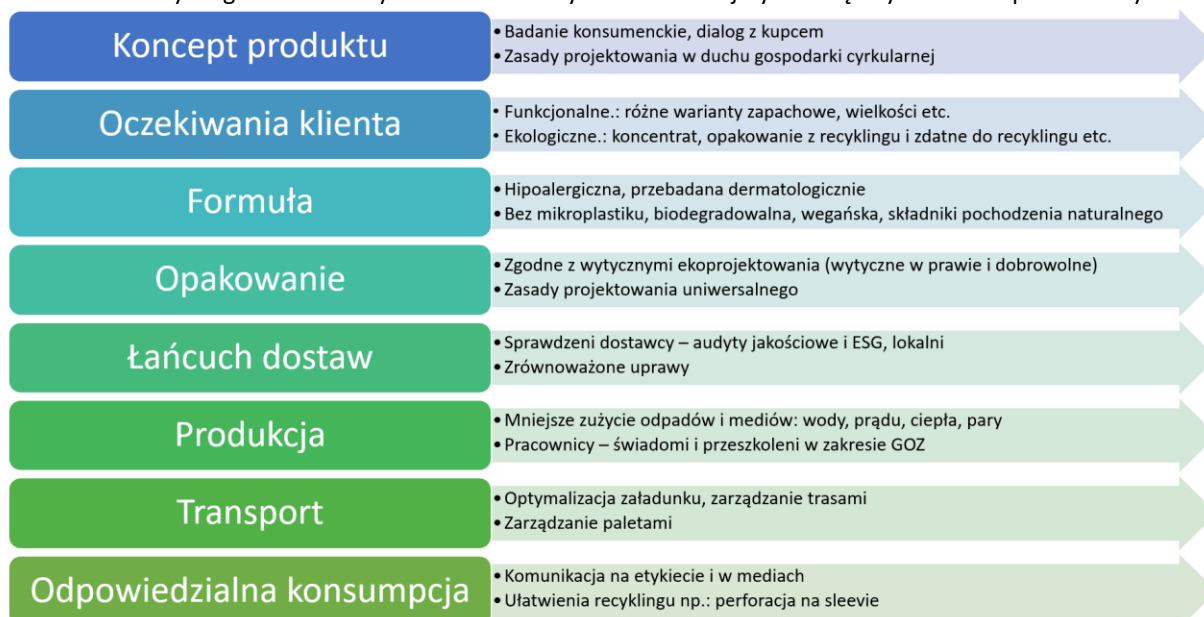 Koncept produktu
• Badanie konsumenckie, dialog z kupcem
• Zasady projektowania w duchu gospodarki cyrkularnej
Oczekiwania klienta
• Funkcjonalne.: różne warianty zapachowe, wielkości etc.
• Ekologiczne.: koncentrat, opakowanie z recyklingu i zdatne do recyklingu etc.
Formuła
• Hipoalergiczna, przebadana dermatologicznie
• Bez mikroplastiku, biodegradowalna, wegańska, składniki pochodzenia naturalnego
Opakowanie
• Zgodne z wytycznymi ekoprojektowania (wytyczne w prawie i dobrowolne)
• Zasady projektowania uniwersalnego
Łańcuch dostaw
• Sprawdzeni dostawcy – audyty jakościowe i ESG, lokalni
• Zrównoważone uprawy
Produkcja
• Mniejsze zużycie odpadów i mediów: wody, prądu, ciepła, pary
• Pracownicy – świadomi i przeszkoleni w zakresie GOZ
Transport
• Optymalizacja załadunku, zarządzanie trasami
• Zarządzanie paletami
Odpowiedzialna konsumpcja
• Komunikacja na etykiecie i w mediach
• Ułatwienia recyklingu np.: perforacja na sleevie